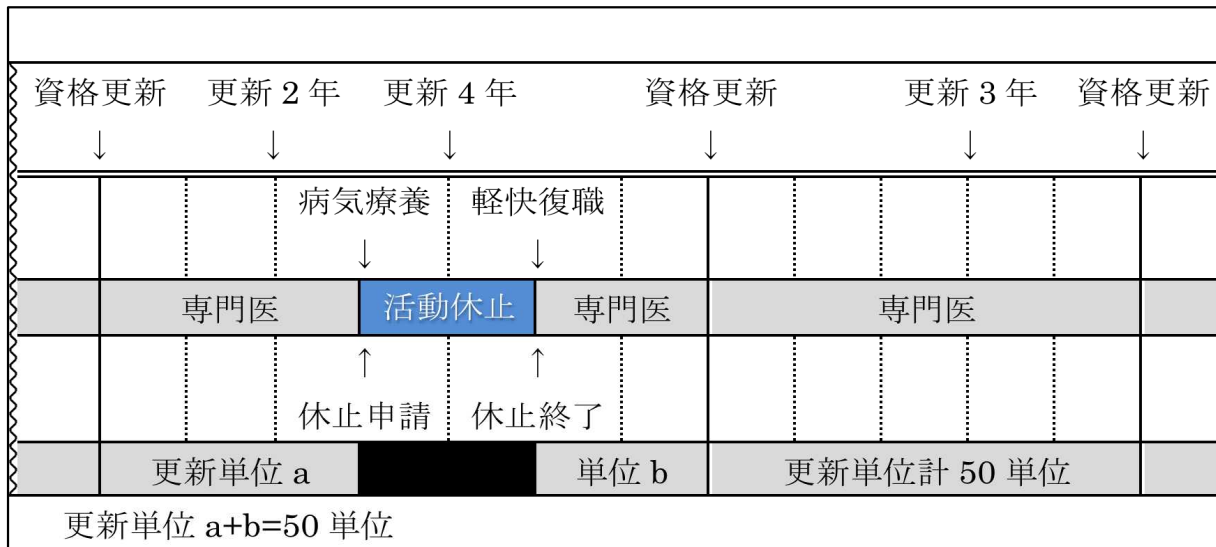 資格更新 更新 2 年 更新 4 年 資格更新 更新 3 年 資格更新
↓ ↓ ↓ ↓ ↓ ↓
病気療養 軽快復職
↓ ↓
専門医 活動休止 専門医 専門医
↑ ↑
休止申請 休止終了
更新単位 a 単位 b 更新単位計 50 単位
更新単位 a+b=50 単位